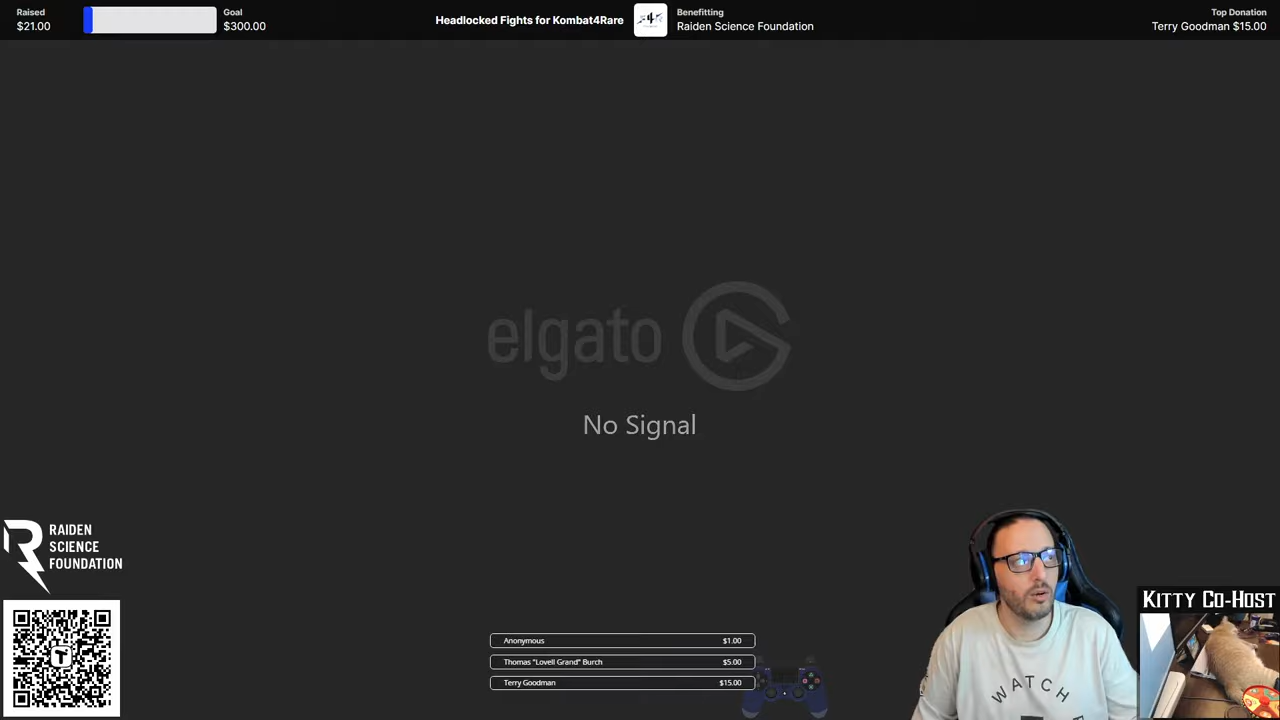 Raised
$21.00
Goal
$300.00
Headlocked Fights for Kombat4Rare
Benefitting
Raiden Science Foundation
Top Donation
Terry Goodman $15.00
elgato
No Signal
RAIDEN
SCIENCE
FOUNDATION
Anonymous $1.00
Thomas "Lovell Grand" Burch $5.00
Terry Goodman $15.00
WATCH
KITTY CO-HOST